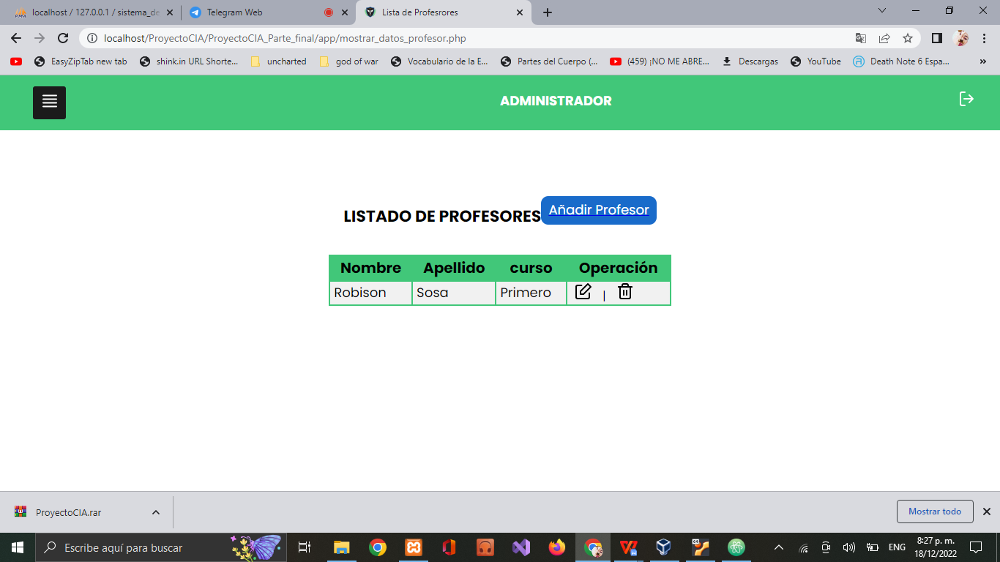 PMA localhost / 127.0.0.1 / sistema_de
Telegram Web
Lista de Profesrores
localhost/ProyectoCIA/ProyectoCIA_Parte_final/app/mostrar_datos_profesor.php
EasyZipTab new tab
shink.in URL Shorte...
uncharted
god of war
Vocabulario de la E...
Partes del Cuerpo (...
(459) ¡NO ME ABRE...
Descargas
YouTube
Death Note 6 Espa...
»
ADMINISTRADOR
LISTADO DE PROFESORES
Añadir Profesor
Nombre Apellido curso Operación
Robison Sosa Primero |
ProyectoCIA.rar
Mostrar todo
Escribe aquí para buscar
ENG
8:27 p. m.
18/12/2022